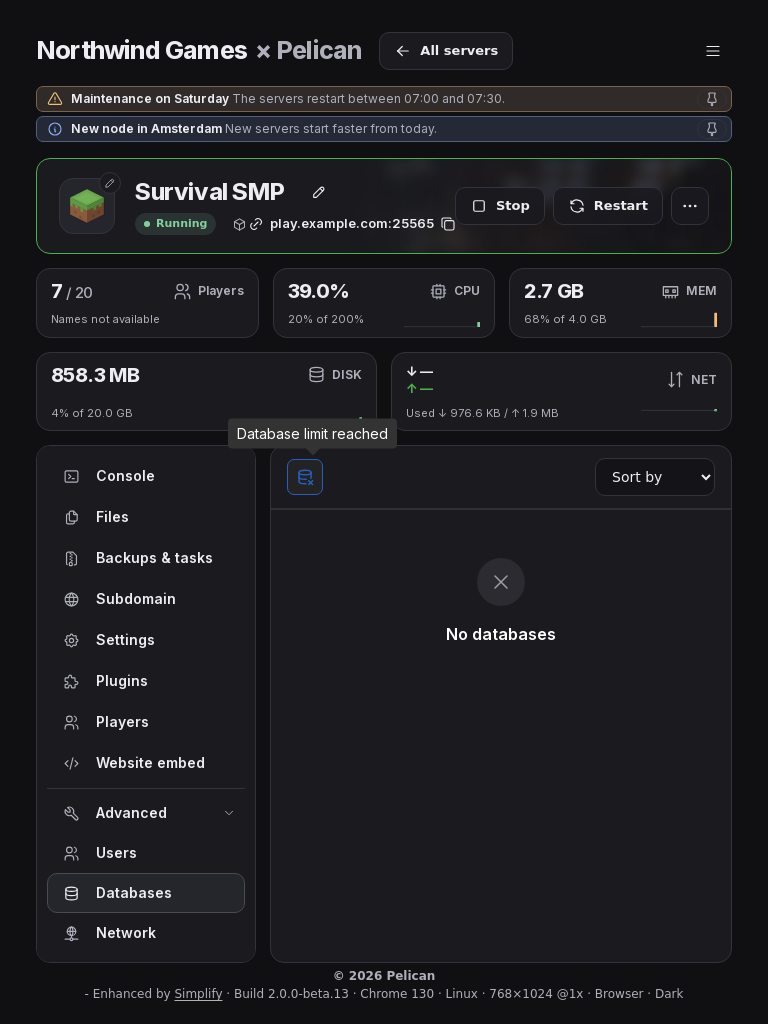 Northwind Games × Pelican
All servers
Maintenance on Saturday The servers restart between 07:00 and 07:30.
New node in Amsterdam New servers start faster from today.
Survival SMP
Running
play.example.com:25565
Stop
Restart
7 / 20
Players
Names not available
39.0%
CPU
20% of 200%
2.7 GB
MEM
68% of 4.0 GB
858.3 MB
DISK
4% of 20.0 GB
↓ —
↑ —
NET
Used ↓ 976.6 KB / ↑ 1.9 MB
Database limit reached
Console
Files
Backups & tasks
Subdomain
Settings
Plugins
Players
Website embed
Advanced
Users
Databases
Network
Sort by
No databases
© 2026 Pelican
- Enhanced by Simplify · Build 2.0.0-beta.13 · Chrome 130 · Linux · 768×1024 @1x · Browser · Dark